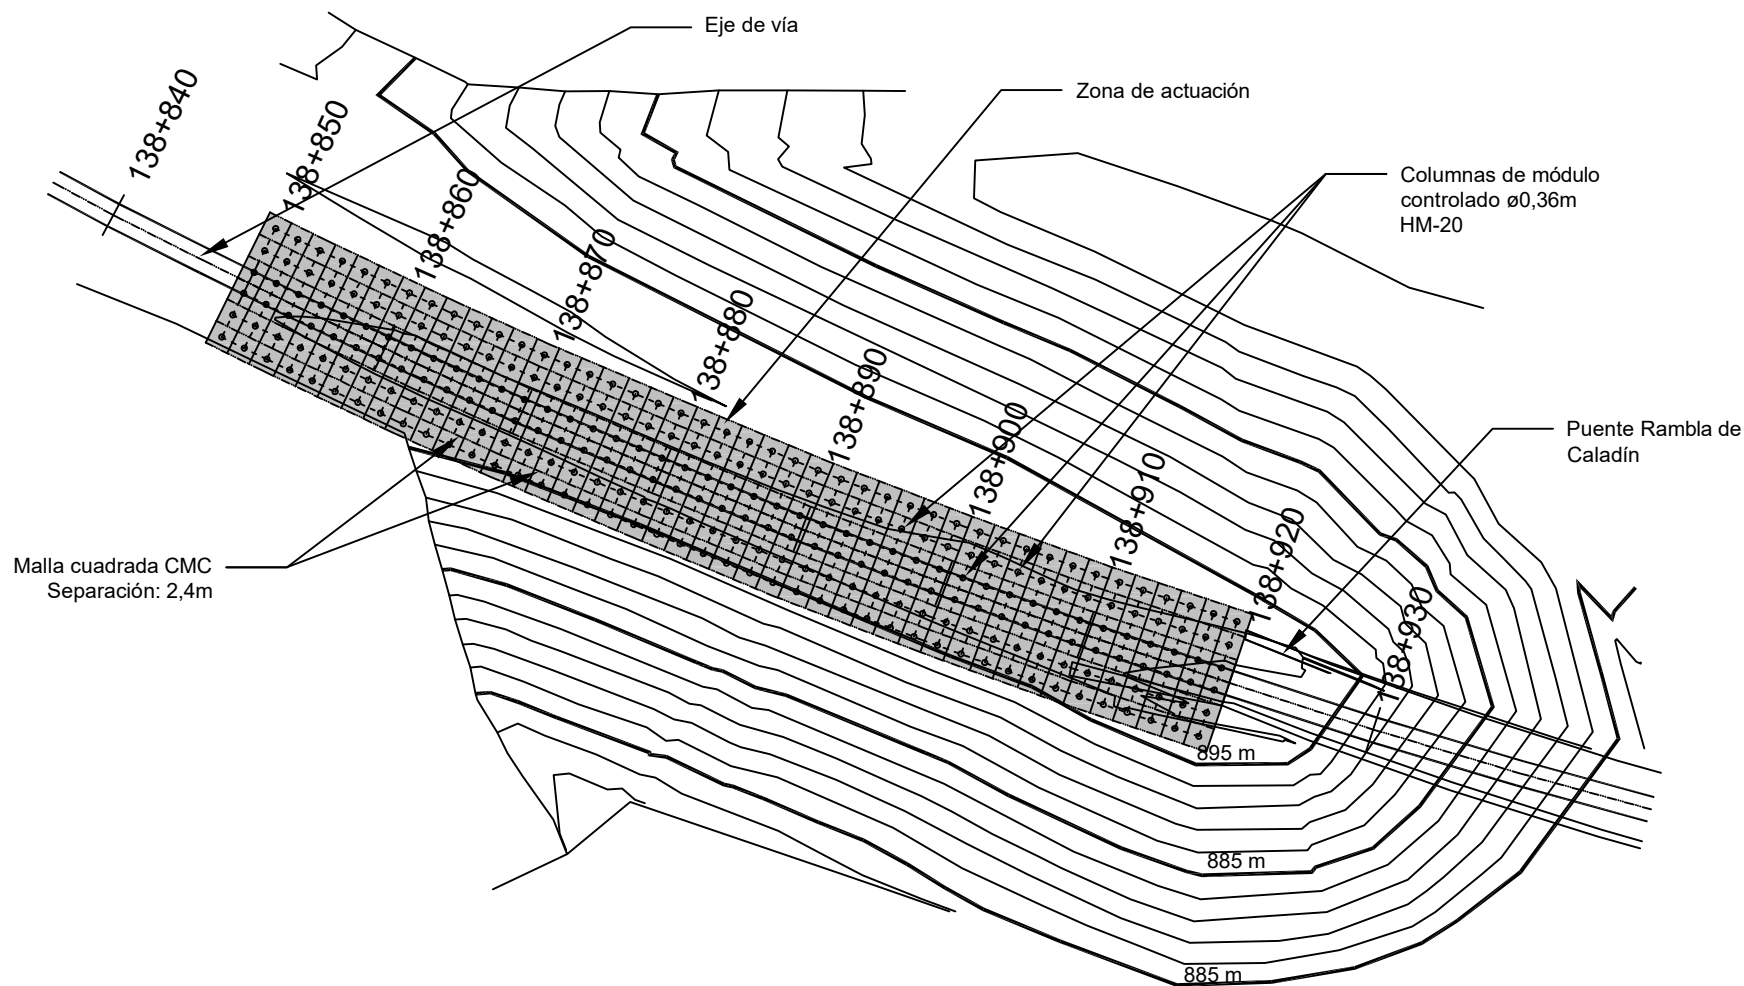 Eje de vía
Zona de actuación
Columnas de módulo
controlado ø0,36m
HM-20
Puente Rambla de
Caladín
Malla cuadrada CMC
Separación: 2,4m
138+840
138+850
138+860
138+870
138+880
138+890
138+900
138+910
138+920
138+930
895 m
885 m
885 m